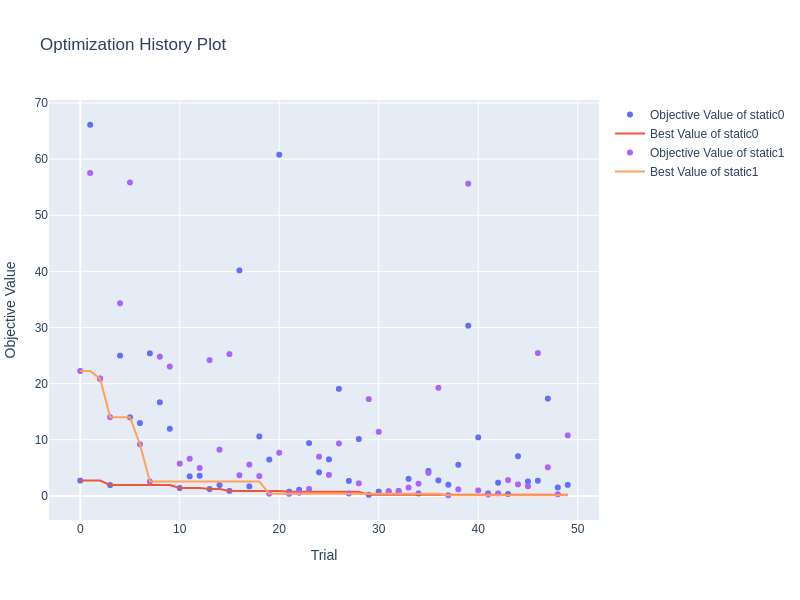 Optimization History Plot
Objective Value of static0
Best Value of static0
Objective Value of static1
Best Value of static1
Objective Value
70
60
50
40
30
20
10
0
0 10 20 30 40 50
Trial